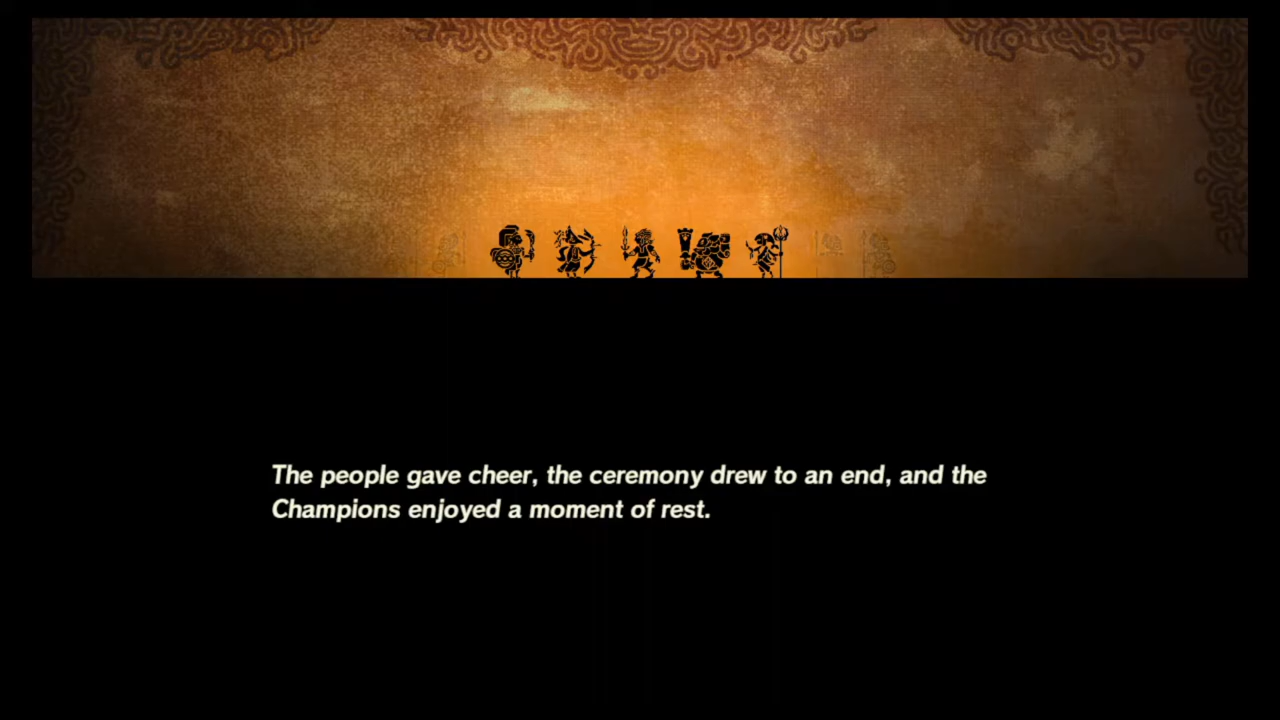 The people gave cheer, the ceremony drew to an end, and the
Champions enjoyed a moment of rest.